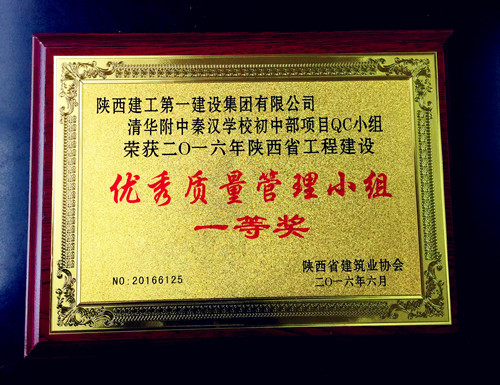 陕西建工第一建设集团有限公司
清华附中秦汉学校初中部项目QC小组
荣获二〇一六年陕西省工程建设
优秀质量管理小组
一等奖
陕西省建筑业协会
NO:20166125
二〇一六年六月